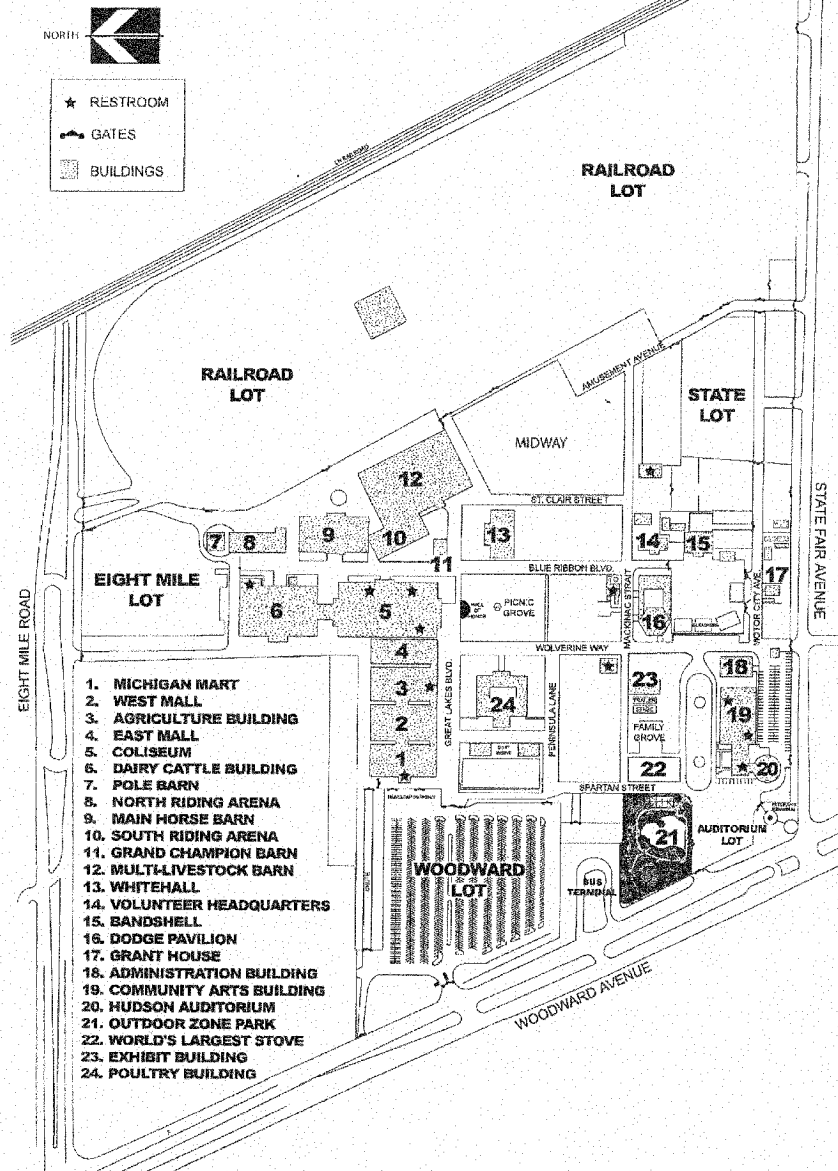 NORTH
RESTROOM
GATES
BUILDINGS
RAILROAD
LOT
RAILROAD
LOT
AMUSEMENT AVENUE
STATE
LOT
MIDWAY
12
ST. CLAIR STREET
STATE FAIR AVENUE
7
8
9
10
13
14
15
11
BLUE RIBBON BLVD.
EIGHT MILE
LOT
17
EIGHT MILE ROAD
6
5
PICNIC
GROVE
MACKINAC STRAIT
16
MOTOR CITY AVE.
WOLVERINE WAY
4
3
2
1
GREAT LAKES BLVD.
24
PENINSULA LANE
23
18
19
FAMILY
GROVE
22
20
SPARTAN STREET
21
AUDITORIUM
LOT
WOODWARD
LOT
BUS
TERMINAL
WOODWARD AVENUE
1. MICHIGAN MART
2. WEST MALL
3. AGRICULTURE BUILDING
4. EAST MALL
5. COLISEUM
6. DAIRY CATTLE BUILDING
7. POLE BARN
8. NORTH RIDING ARENA
9. MAIN HORSE BARN
10. SOUTH RIDING ARENA
11. GRAND CHAMPION BARN
12. MULTI-LIVESTOCK BARN
13. WHITEHALL
14. VOLUNTEER HEADQUARTERS
15. BANDSHELL
16. DODGE PAVILION
17. GRANT HOUSE
18. ADMINISTRATION BUILDING
19. COMMUNITY ARTS BUILDING
20. HUDSON AUDITORIUM
21. OUTDOOR ZONE PARK
22. WORLD'S LARGEST STOVE
23. EXHIBIT BUILDING
24. POULTRY BUILDING